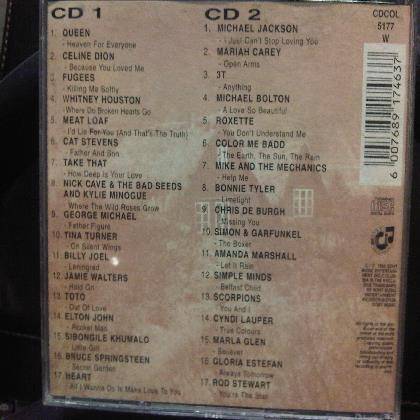 CD 1
1. QUEEN
- Heaven For Everyone
2. CELINE DION
- Because You Loved Me
3. FUGEES
- Killing Me Softly
4. WHITNEY HOUSTON
- Where Do Broken Hearts Go
5. MEAT LOAF
- I'd Lie For You (And That's The Truth)
6. CAT STEVENS
- Father And Son
7. TAKE THAT
- How Deep Is Your Love
8. NICK CAVE & THE BAD SEEDS
AND KYLIE MINOGUE
- Where The Wild Roses Grow
9. GEORGE MICHAEL
- Father Figure
10. TINA TURNER
- On Silent Wings
11. BILLY JOEL
- Leningrad
12. JAMIE WALTERS
- Hold On
13. TOTO
- Out Of Love
14. ELTON JOHN
- Rocket Man
15. SIBONGILE KHUMALO
- Little Girl
16. BRUCE SPRINGSTEEN
- Secret Garden
17. HEART
- All I Wanna Do Is Make Love To You
CD 2
1. MICHAEL JACKSON
- I Just Can't Stop Loving You
2. MARIAH CAREY
- Open Arms
3. 3T
- Anything
4. MICHAEL BOLTON
- A Love So Beautiful
5. ROXETTE
- You Don't Understand Me
6. COLOR ME BADD
- The Earth, The Sun, The Rain
7. MIKE AND THE MECHANICS
- Help Me
8. BONNIE TYLER
- Limelight
9. CHRIS DE BURGH
- Missing You
10. SIMON & GARFUNKEL
- The Boxer
11. AMANDA MARSHALL
- Let It Rain
12. SIMPLE MINDS
- Belfast Child
13. SCORPIONS
- You And I
14. CYNDI LAUPER
- True Colours
15. MARLA GLEN
- Believer
16. GLORIA ESTEFAN
- Always Tomorrow
17. ROD STEWART
- You're The Star
CDCOL
5177
W
6 007689 174637